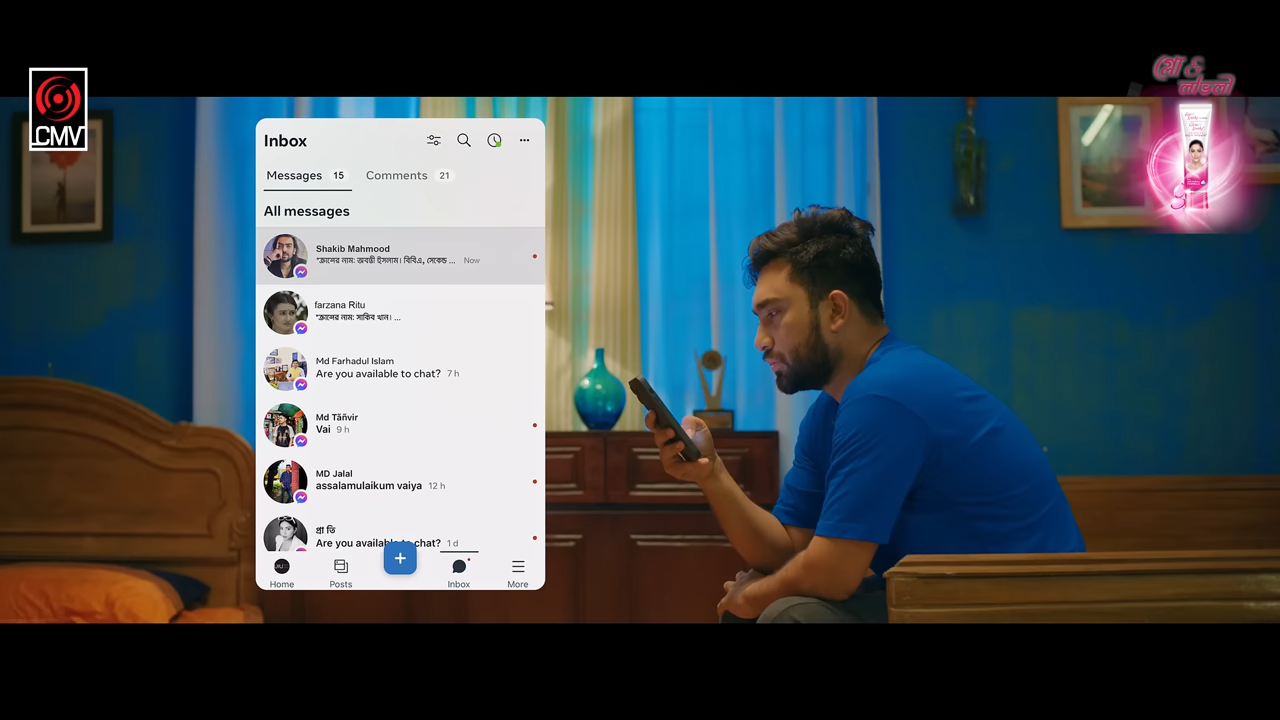 CMV
গ্লো &
লাভলী
Inbox
Messages 15 Comments 21
All messages
Shakib Mahmood
"ক্রাশের নাম: অবন্তী ইসলাম। বিবিএ, সেকেন্ড ... Now
farzana Ritu
"ক্রাশের নাম: সাকিব খান। ...
Md Farhadul Islam
Are you available to chat? 7 h
Md Tãñvir
Vai 9 h
MD Jalal
assalamulaikum vaiya 12 h
প্রা ভি
Are you available to chat? 1 d
+
Home Posts Inbox More